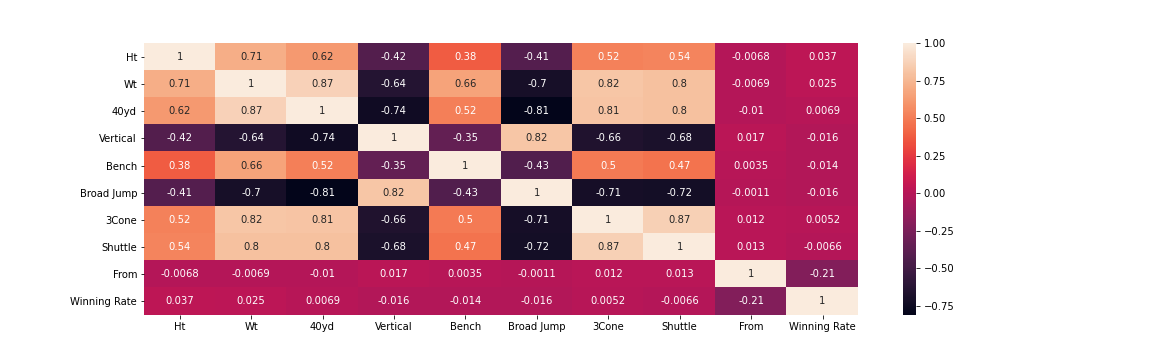 Ht 1 0.71 0.62 -0.42 0.38 -0.41 0.52 0.54 -0.0068 0.037
Wt 0.71 1 0.87 -0.64 0.66 -0.7 0.82 0.8 -0.0069 0.025
40yd 0.62 0.87 1 -0.74 0.52 -0.81 0.81 0.8 -0.01 0.0069
Vertical -0.42 -0.64 -0.74 1 -0.35 0.82 -0.66 -0.68 0.017 -0.016
Bench 0.38 0.66 0.52 -0.35 1 -0.43 0.5 0.47 0.0035 -0.014
Broad Jump -0.41 -0.7 -0.81 0.82 -0.43 1 -0.71 -0.72 -0.0011 -0.016
3Cone 0.52 0.82 0.81 -0.66 0.5 -0.71 1 0.87 0.012 0.0052
Shuttle 0.54 0.8 0.8 -0.68 0.47 -0.72 0.87 1 0.013 -0.0066
From -0.0068 -0.0069 -0.01 0.017 0.0035 -0.0011 0.012 0.013 1 -0.21
Winning Rate 0.037 0.025 0.0069 -0.016 -0.014 -0.016 0.0052 -0.0066 -0.21 1
Ht Wt 40yd Vertical Bench Broad Jump 3Cone Shuttle From Winning Rate
1.00
0.75
0.50
0.25
0.00
−0.25
−0.50
−0.75